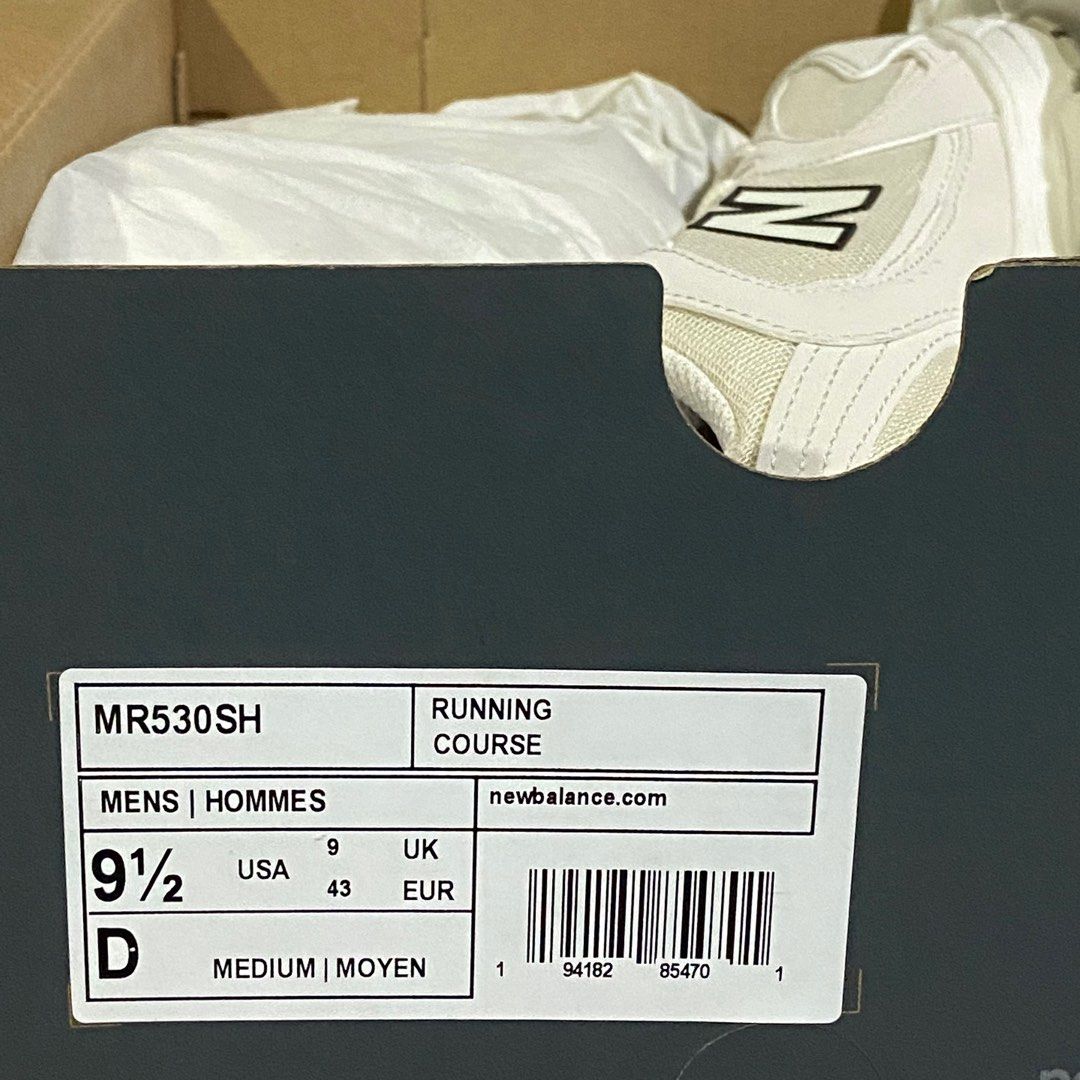 N
MR530SH
RUNNING
COURSE
MENS | HOMMES
newbalance.com
9½ USA 9 UK
43 EUR
D MEDIUM | MOYEN
1 94182 85470 1